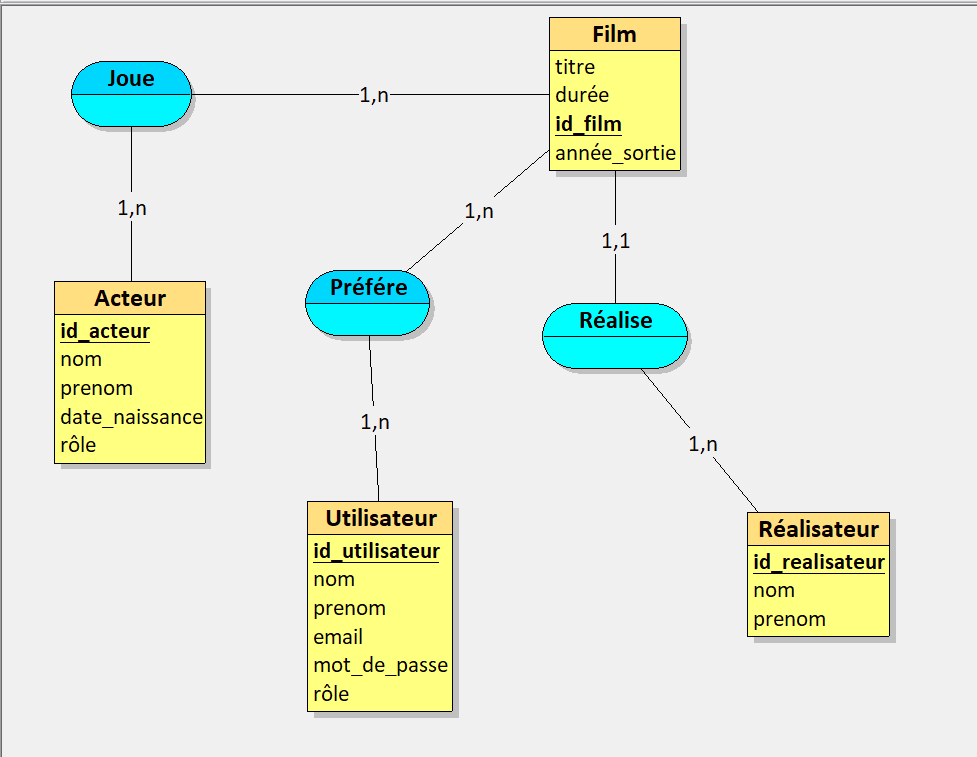 Film
titre
durée
id_film
année_sortie
Joue
1,n
1,n
1,n
1,1
Préfére
Réalise
Acteur
id_acteur
nom
prenom
date_naissance
rôle
1,n
1,n
Utilisateur
id_utilisateur
nom
prenom
email
mot_de_passe
rôle
Réalisateur
id_realisateur
nom
prenom